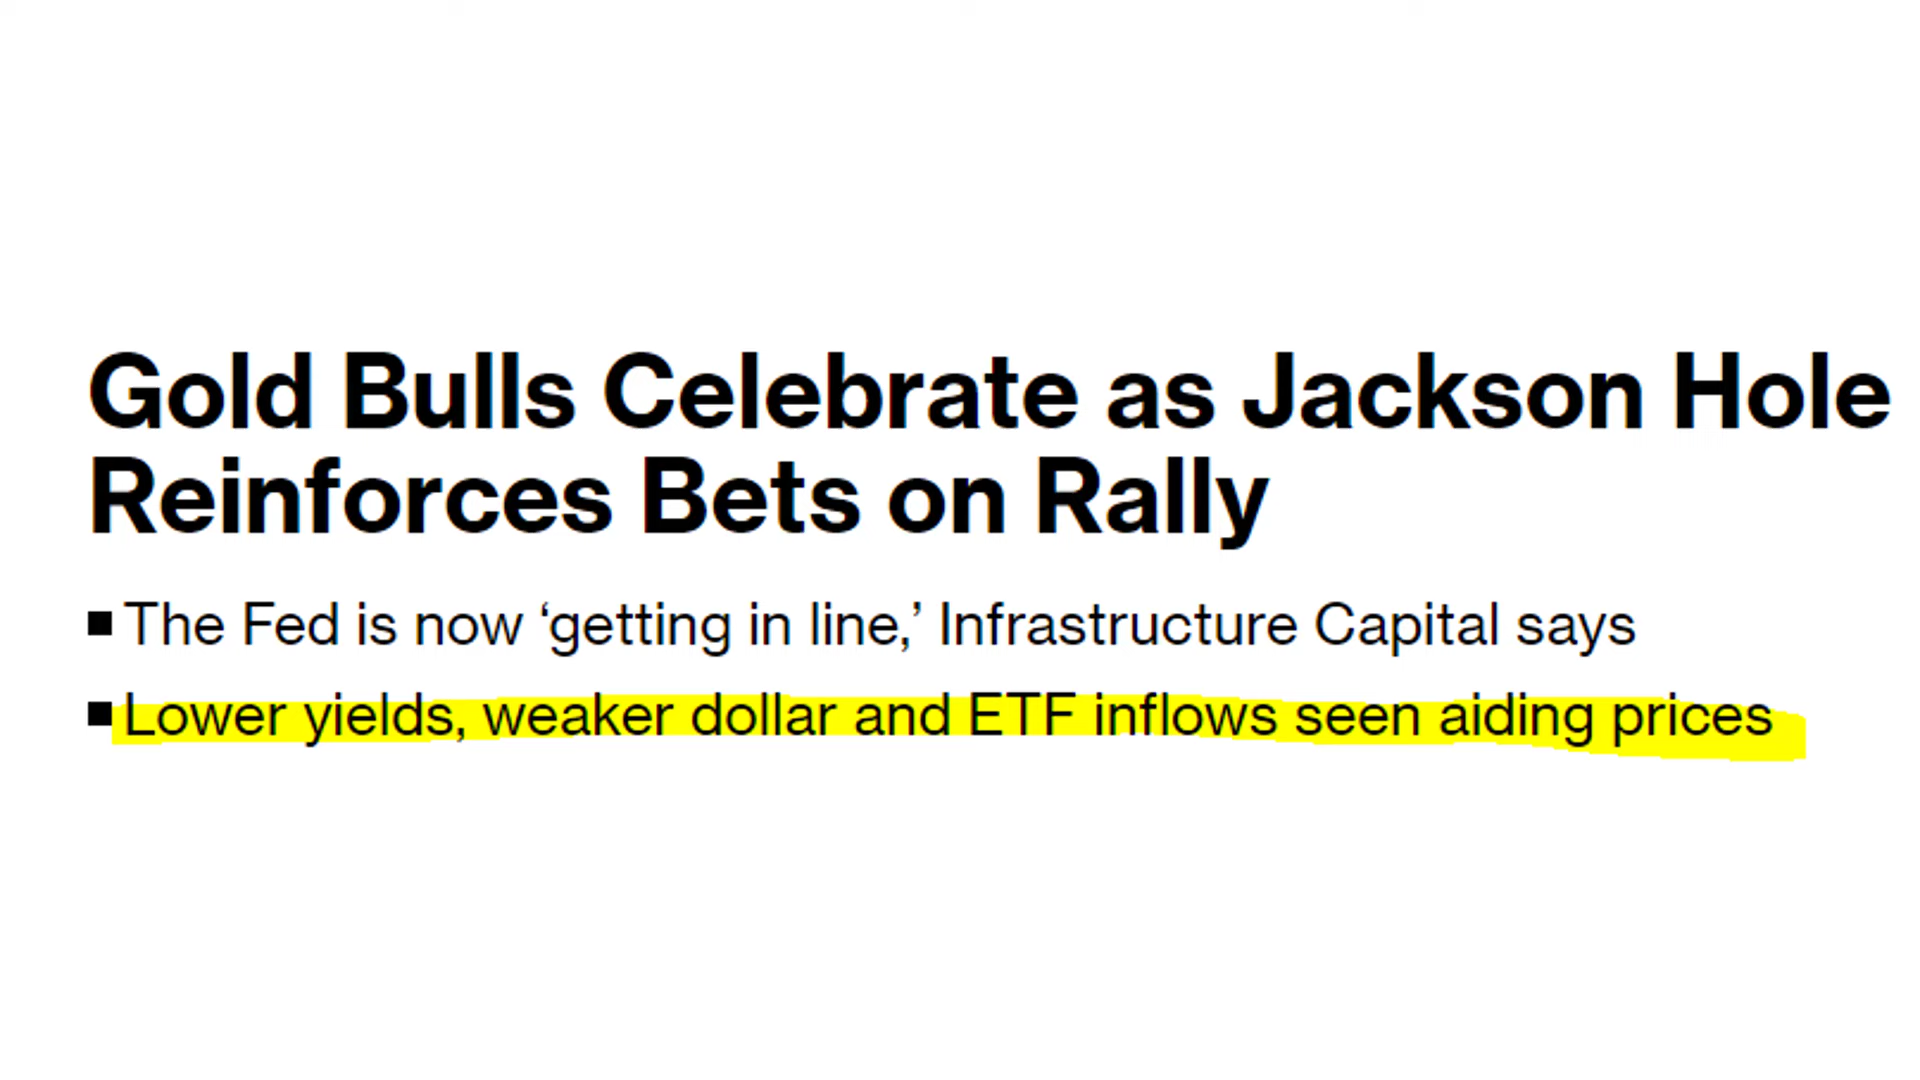 Gold Bulls Celebrate as Jackson Hole
Reinforces Bets on Rally
■ The Fed is now ‘getting in line,’ Infrastructure Capital says
■ Lower yields, weaker dollar and ETF inflows seen aiding prices